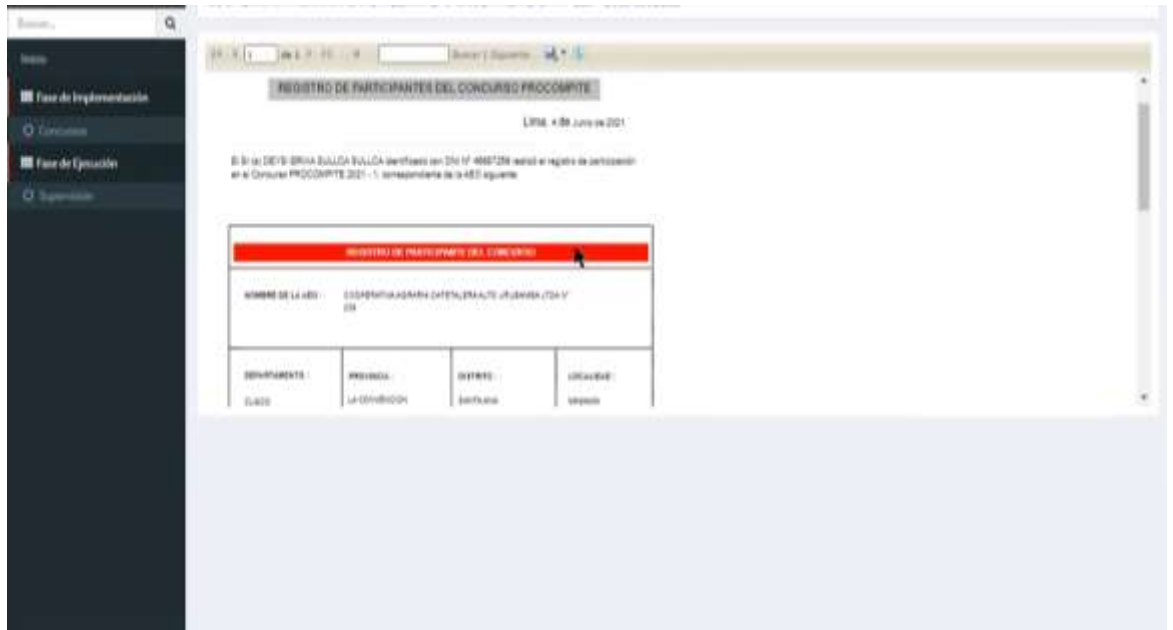 Buscar...
Inicio
Fase de Implementación
Concursos
Fase de Ejecución
Supervisión
1 de 1 Buscar | Siguiente
REGISTRO DE PARTICIPANTES DEL CONCURSO PROCOMPITE
Lima, 4 de Junio de 2021
El Sr (a) DEYSI ERIKA SULLCA SULLCA identificado con DNI N° realizó el registro de participación
en el Concurso PROCOMPITE 2021 - 1, correspondiente de la AEO siguiente:
REGISTRO DE PARTICIPANTE DEL CONCURSO
NOMBRE DE LA AEO : COOPERATIVA AGRARIA CAFETALERA ALTO URUBAMBA LTDA N°
DEPARTAMENTO : PROVINCIA : DISTRITO : LOCALIDAD :
CUSCO LA CONVENCION SANTA ANA